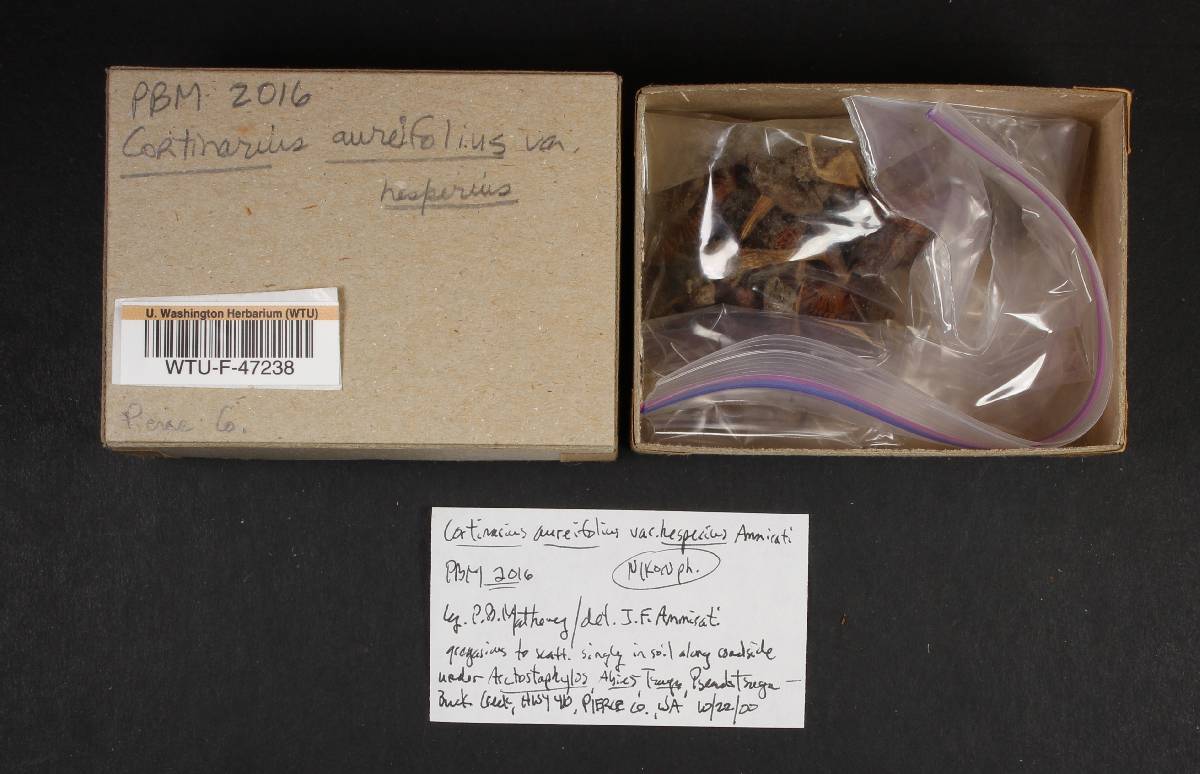 PBM 2016
Cortinarius aureifolius var.
hesperius
U. Washington Herbarium (WTU)
WTU-F-47238
Pierce Co.
Cortinarius aureifolius var. hesperius Ammirati
PBM 2016
Nikon ph.
leg. P.B. Matheny/det. J.F. Ammirati
gregarious to scatt. singly in soil along roadside
under Arctostaphylos, Abies, Tsuga, Pseudotsuga —
Buck Creek, HWY 410, PIERCE Co., WA 10/22/00